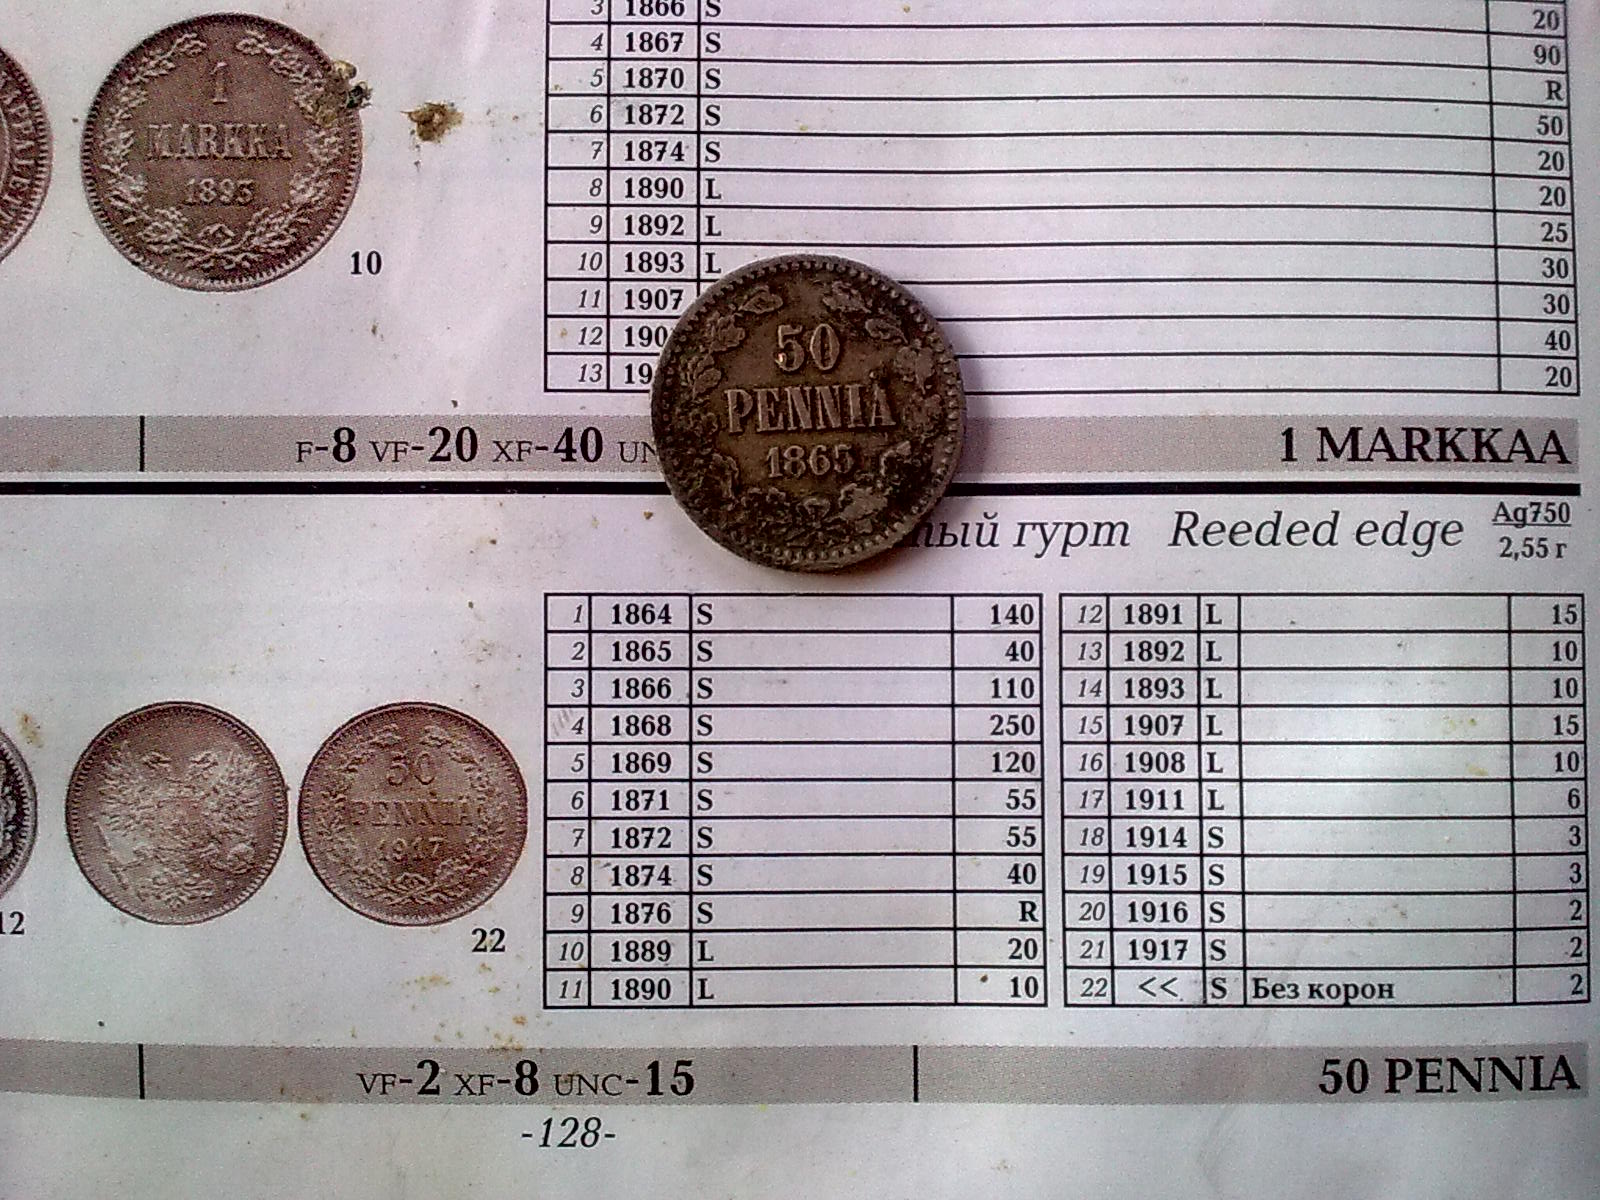 3 1866 S 20
4 1867 S 90
5 1870 S R
6 1872 S 50
7 1874 S 20
8 1890 L 20
9 1892 L 25
10 1893 L 30
11 1907 30
12 190 40
13 19 20
1
MARKKA
1893
10
50
PENNIÄ
1865
F-8 VF-20 XF-40 UN
1 MARKKAA
тый гурт Reeded edge Ag750
2,55 г
1 1864 S 140 12 1891 L 15
2 1865 S 40 13 1892 L 10
3 1866 S 110 14 1893 L 10
4 1868 S 250 15 1907 L 15
5 1869 S 120 16 1908 L 10
6 1871 S 55 17 1911 L 6
7 1872 S 55 18 1914 S 3
8 1874 S 40 19 1915 S 3
9 1876 S R 20 1916 S 2
10 1889 L 20 21 1917 S 2
11 1890 L 10 22 << S Без корон 2
50
PENNIÄ
1917
12
22
VF-2 XF-8 UNC-15
50 PENNIA
-128-